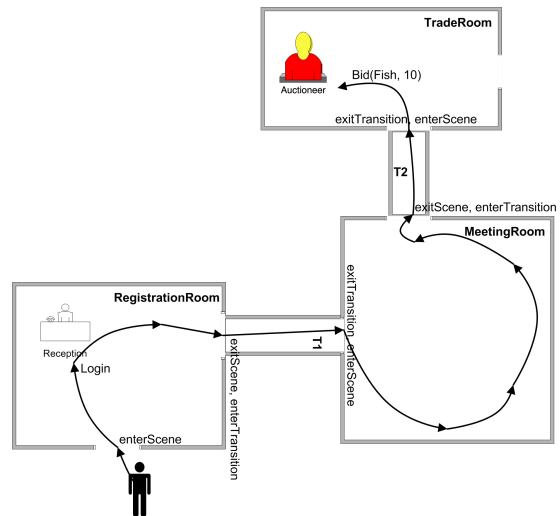 TradeRoom
Bid(Fish, 10)
Auctioneer
exitTransition, enterScene
T2
exitScene, enterTransition
MeetingRoom
RegistrationRoom
exitTransition, enterScene
T1
exitScene, enterTransition
Reception
Login
enterScene